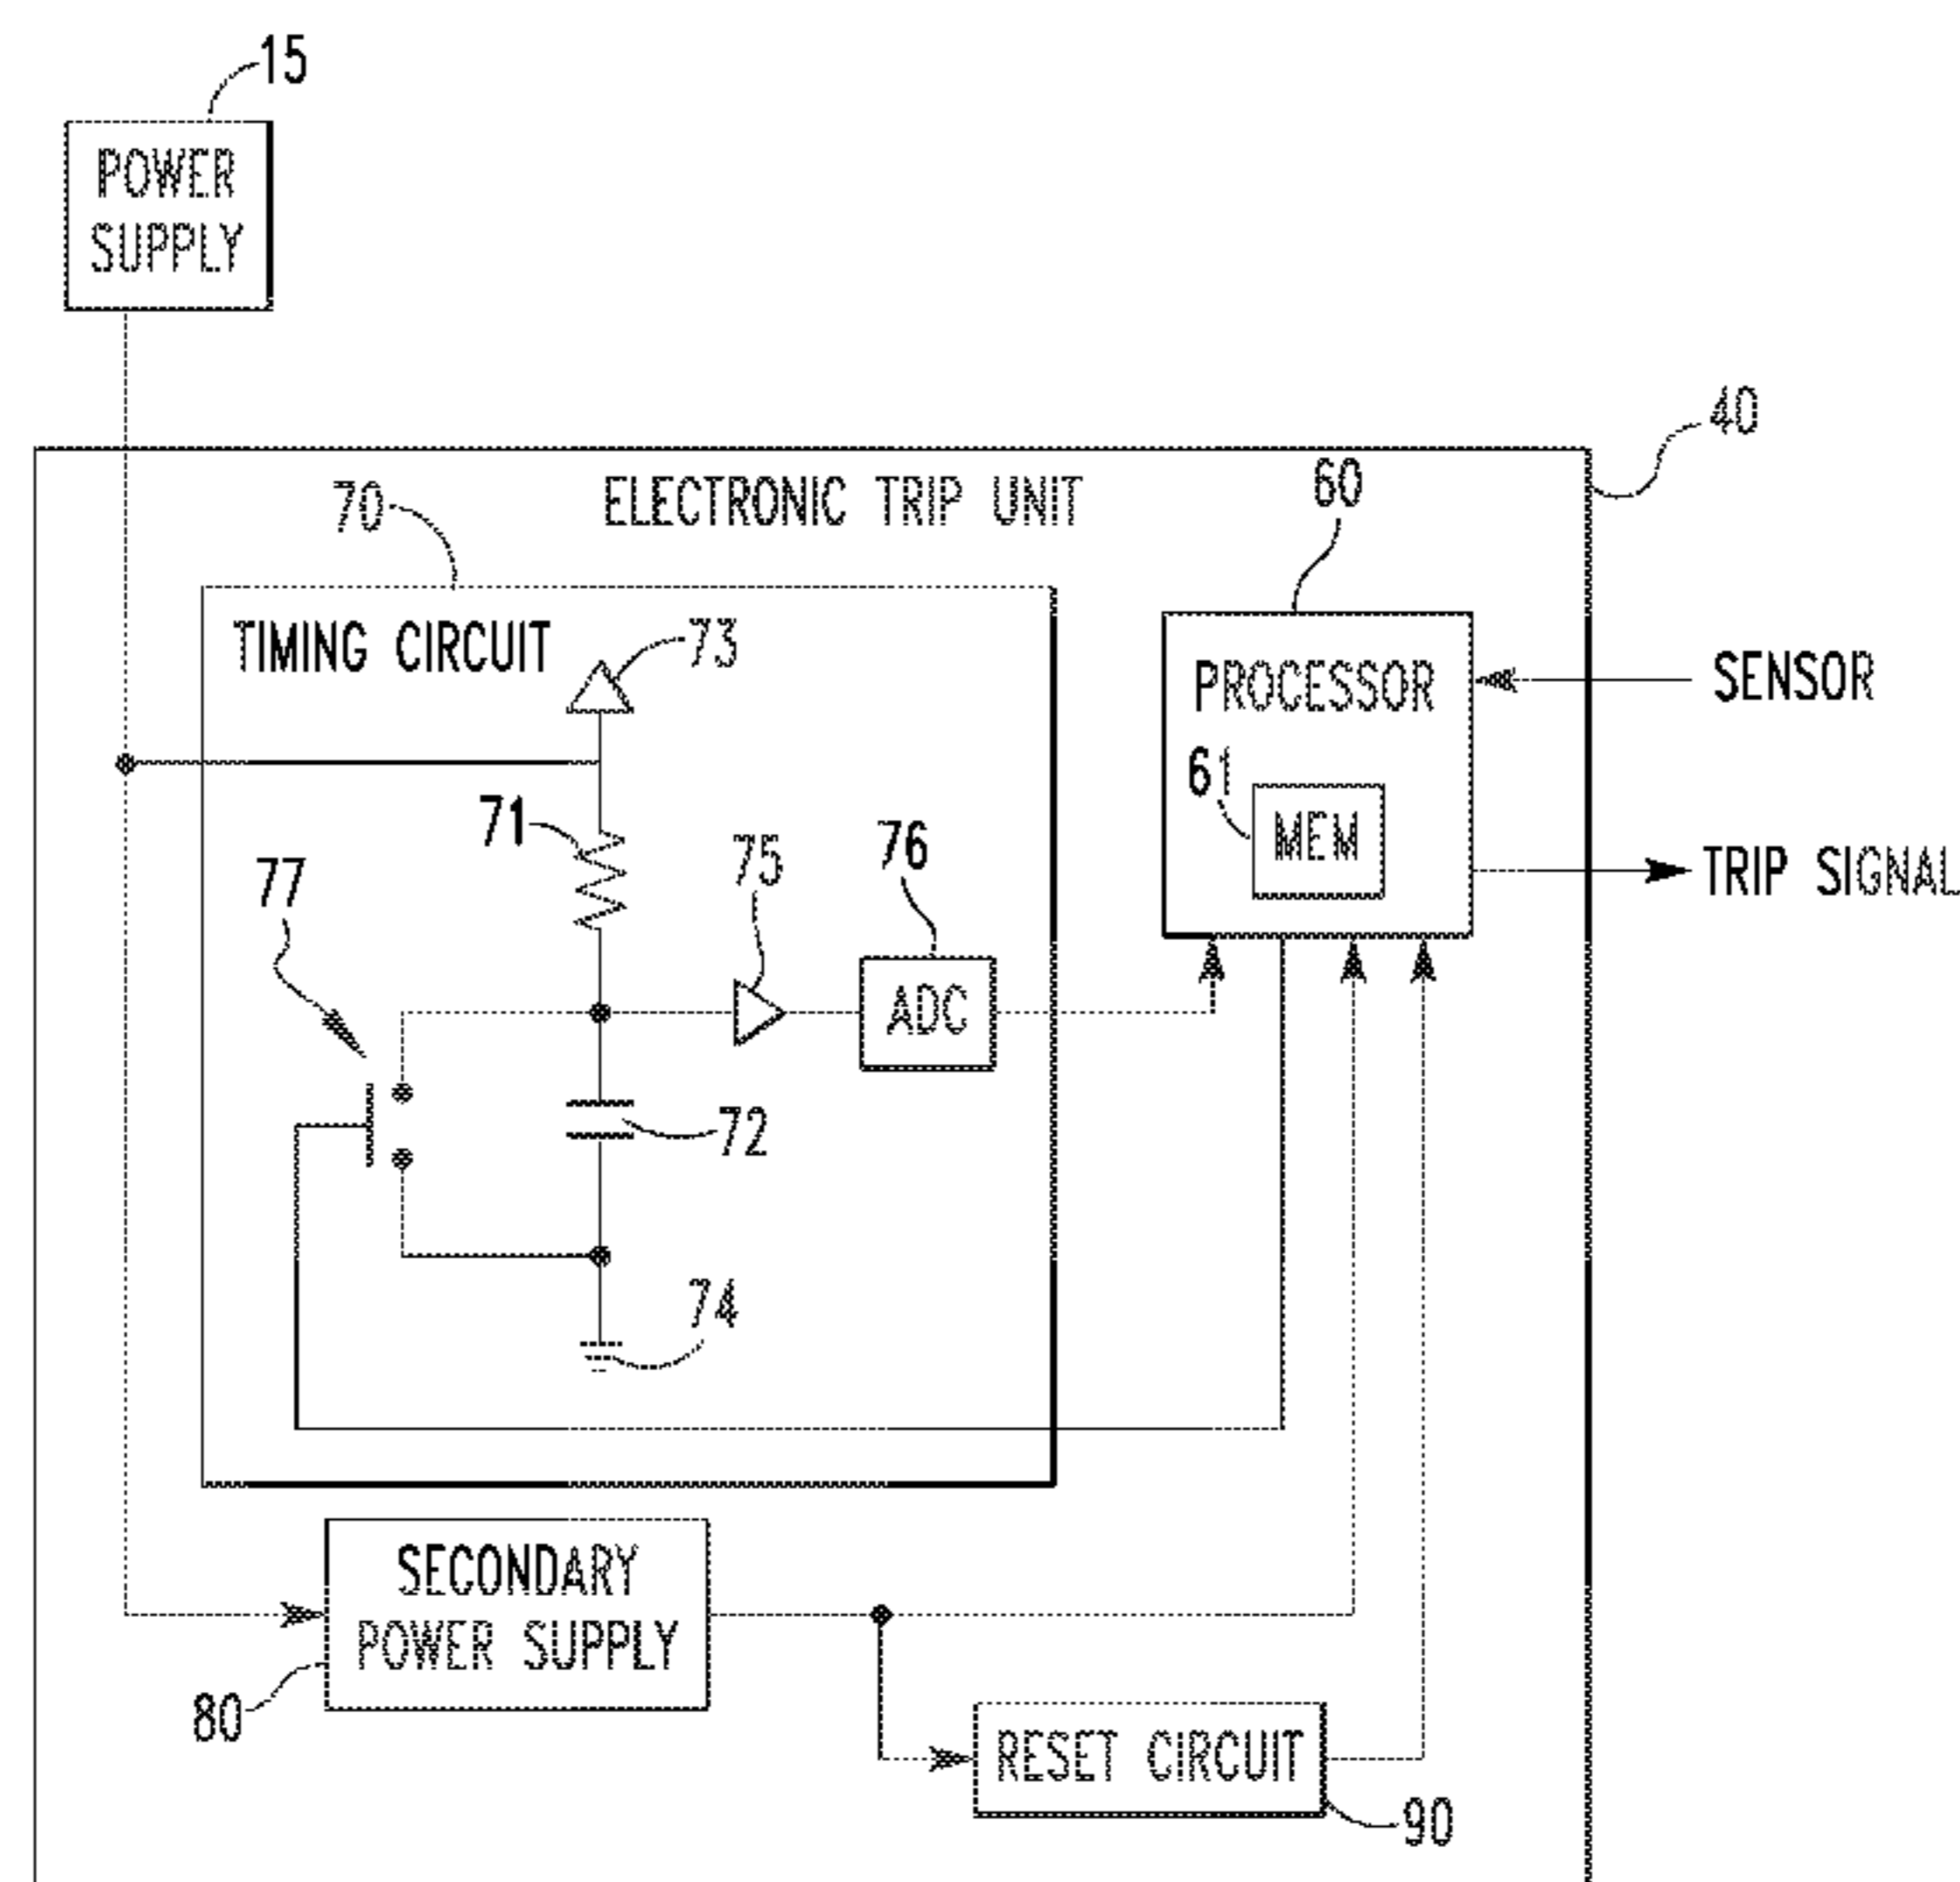 15
POWER
SUPPLY
40
ELECTRONIC TRIP UNIT
70
60
TIMING CIRCUIT
73
PROCESSOR
SENSOR
61
MEM
71
75
76
77
TRIP SIGNAL
ADC
72
74
SECONDARY
POWER SUPPLY
80
RESET CIRCUIT
90